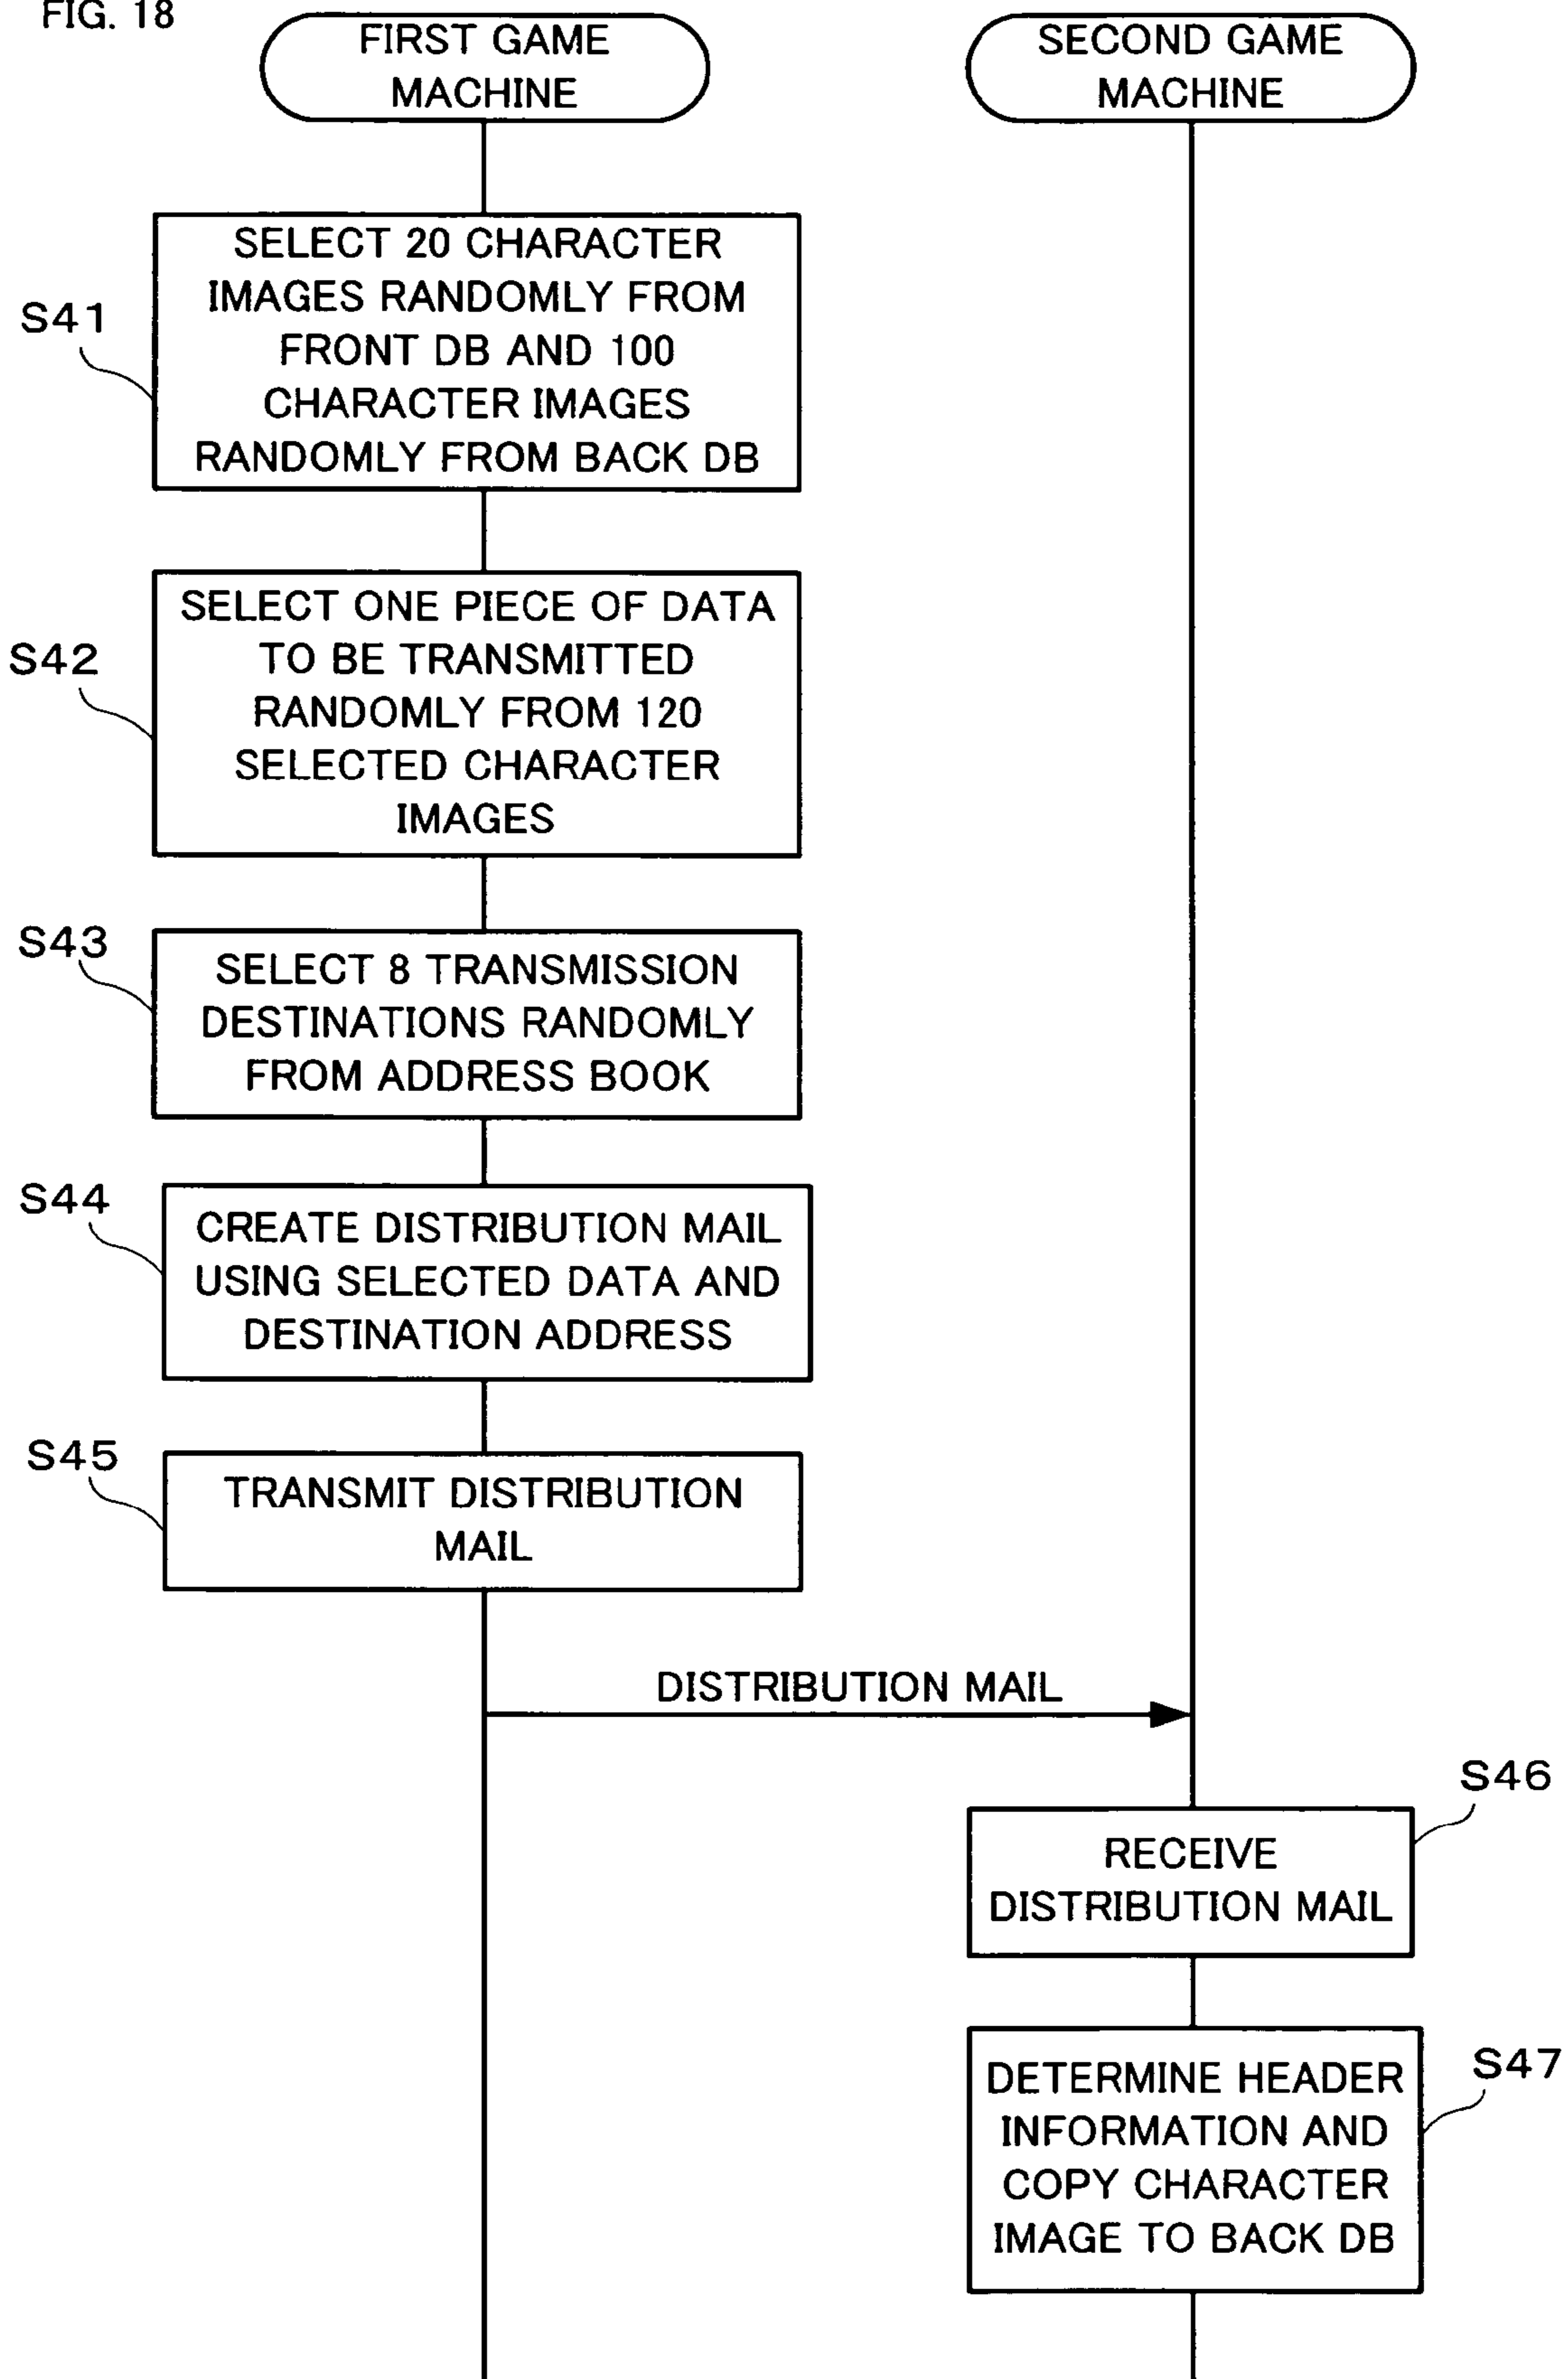 FIG. 18
FIRST GAME
MACHINE
SECOND GAME
MACHINE
S41
SELECT 20 CHARACTER
IMAGES RANDOMLY FROM
FRONT DB AND 100
CHARACTER IMAGES
RANDOMLY FROM BACK DB
S42
SELECT ONE PIECE OF DATA
TO BE TRANSMITTED
RANDOMLY FROM 120
SELECTED CHARACTER
IMAGES
S43
SELECT 8 TRANSMISSION
DESTINATIONS RANDOMLY
FROM ADDRESS BOOK
S44
CREATE DISTRIBUTION MAIL
USING SELECTED DATA AND
DESTINATION ADDRESS
S45
TRANSMIT DISTRIBUTION
MAIL
DISTRIBUTION MAIL
S46
RECEIVE
DISTRIBUTION MAIL
S47
DETERMINE HEADER
INFORMATION AND
COPY CHARACTER
IMAGE TO BACK DB